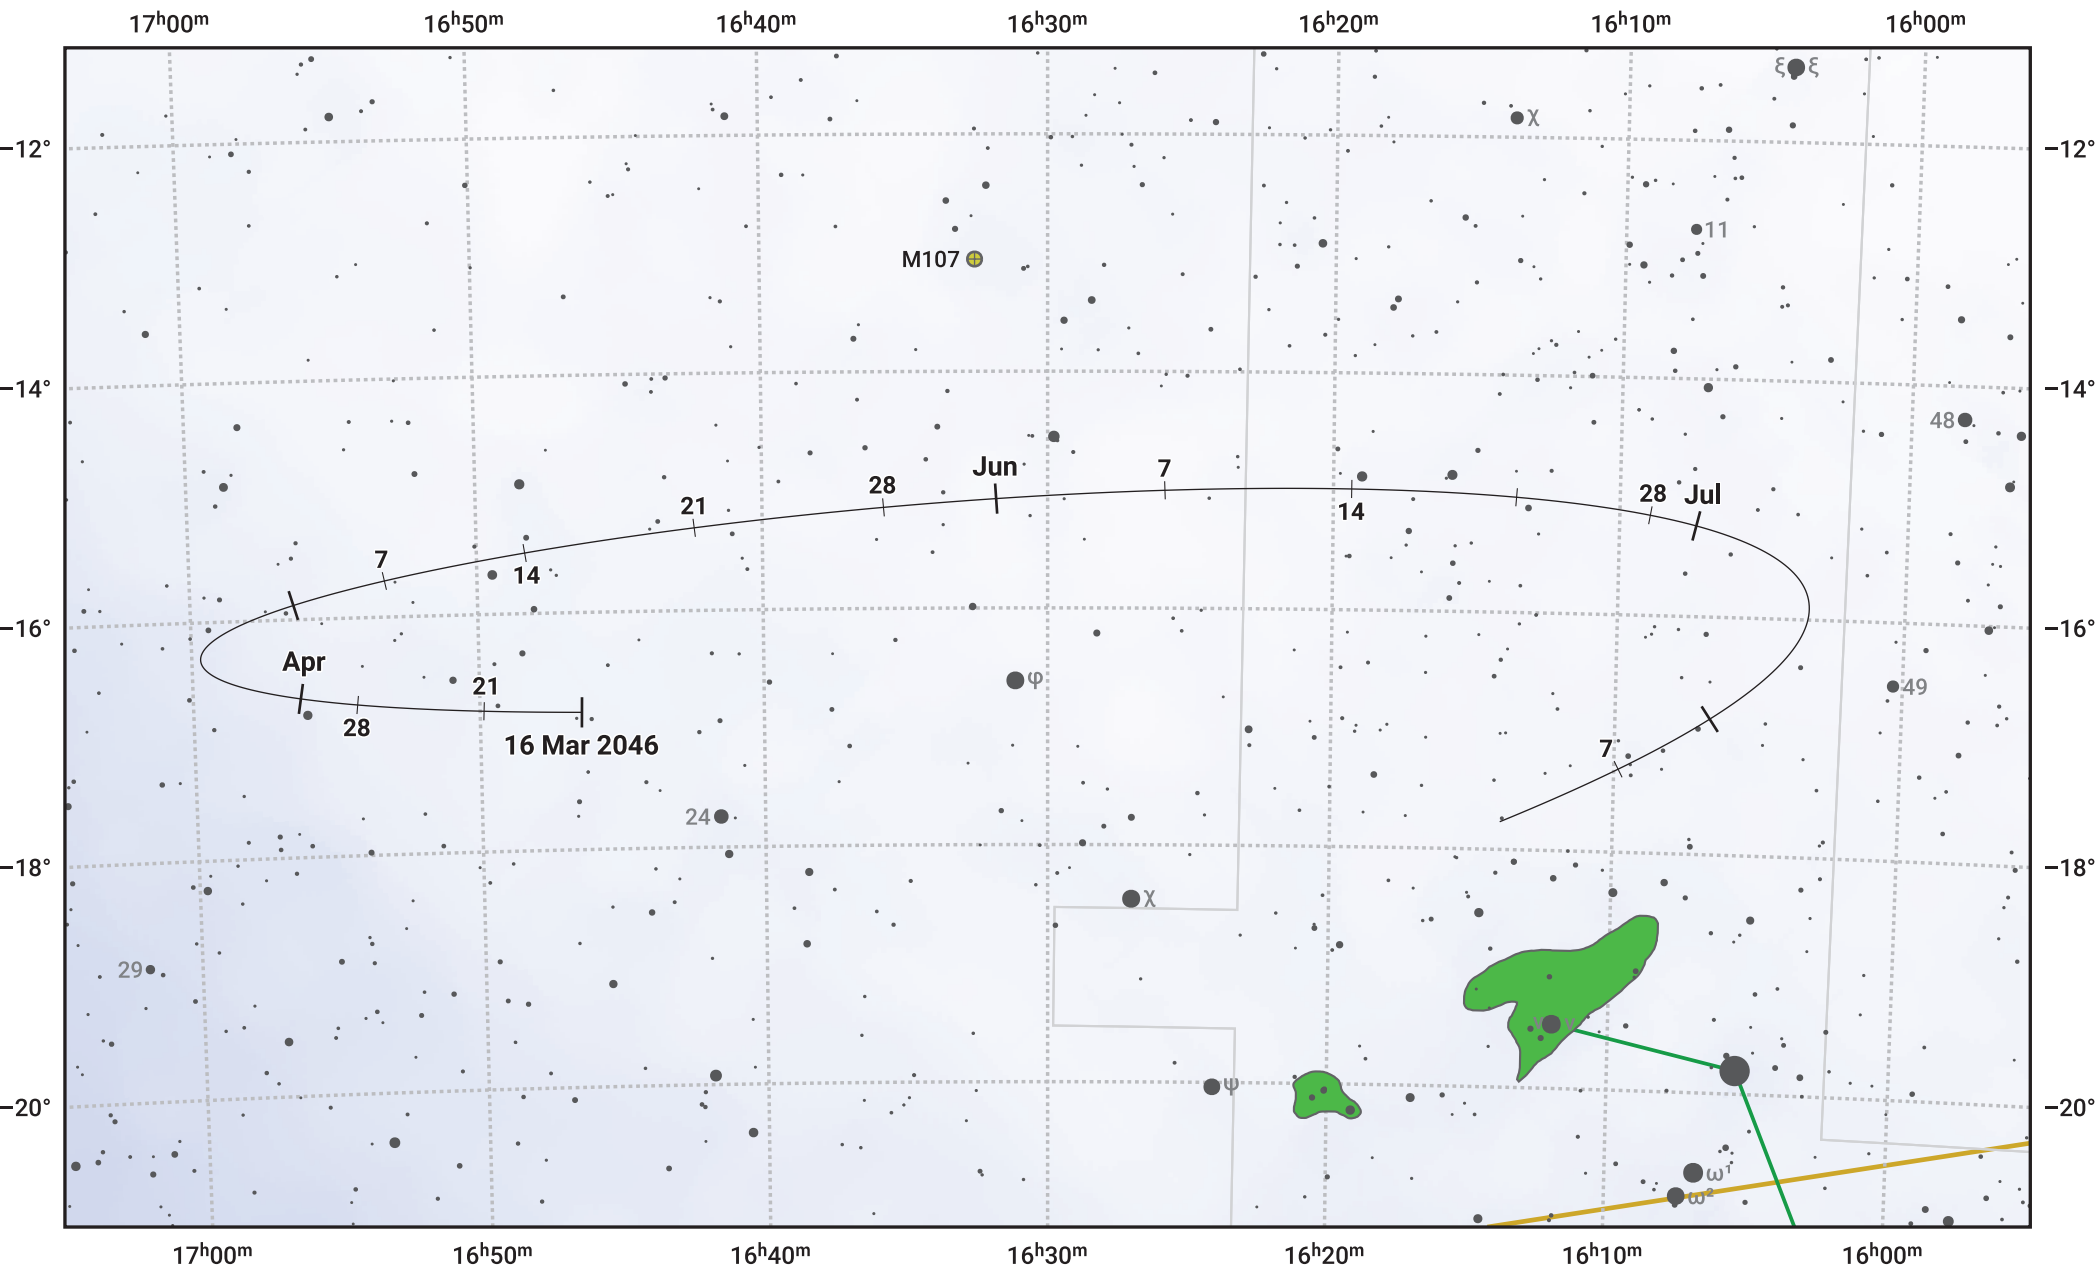 17h00m 16h50m 16h40m 16h30m 16h20m 16h10m 16h00m
ξ ξ
χ
−12° −12°
11
M107
−14° −14°
48
Jun 7
28 28 Jul
21 14
7
14
−16° −16°
Apr
φ
21 49
28
16 Mar 2046 7
24
−18° −18°
χ
29
ν ν
ψ
−20° −20°
ω¹
ω²
17h00m 16h50m 16h40m 16h30m 16h20m 16h10m 16h00m